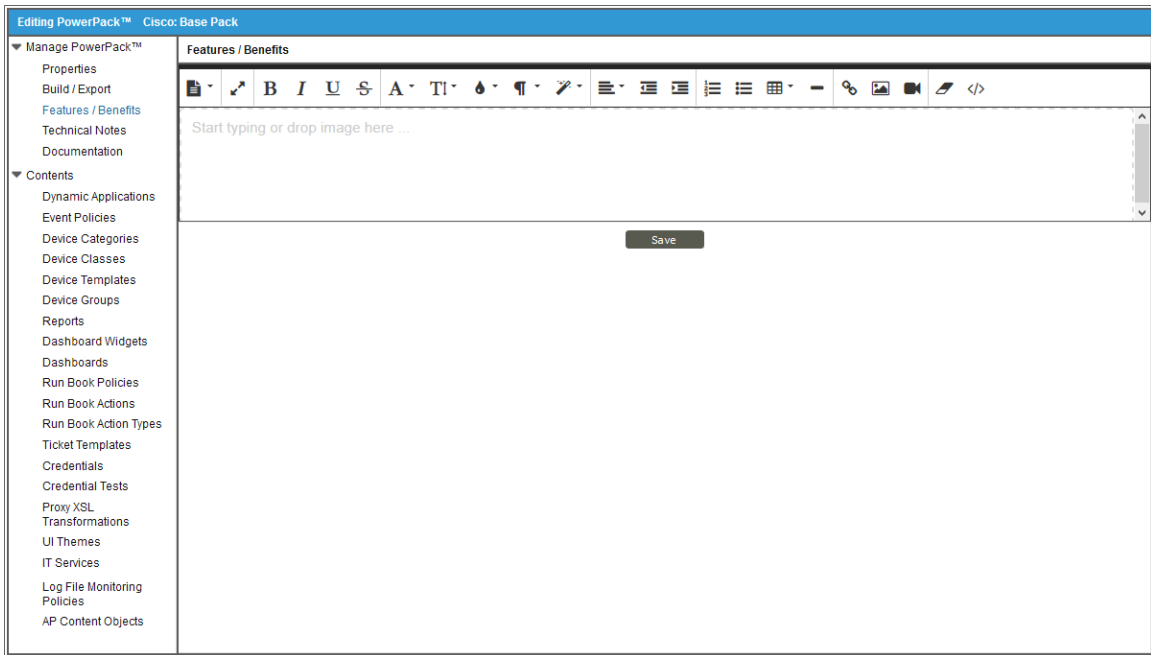 Editing PowerPack™ Cisco: Base Pack
Manage PowerPack™
Properties
Build / Export
Features / Benefits
Technical Notes
Documentation
Contents
Dynamic Applications
Event Policies
Device Categories
Device Classes
Device Templates
Device Groups
Reports
Dashboard Widgets
Dashboards
Run Book Policies
Run Book Actions
Run Book Action Types
Ticket Templates
Credentials
Credential Tests
Proxy XSL
Transformations
UI Themes
IT Services
Log File Monitoring
Policies
AP Content Objects
Features / Benefits
B I U S A T
Start typing or drop image here ...
Save